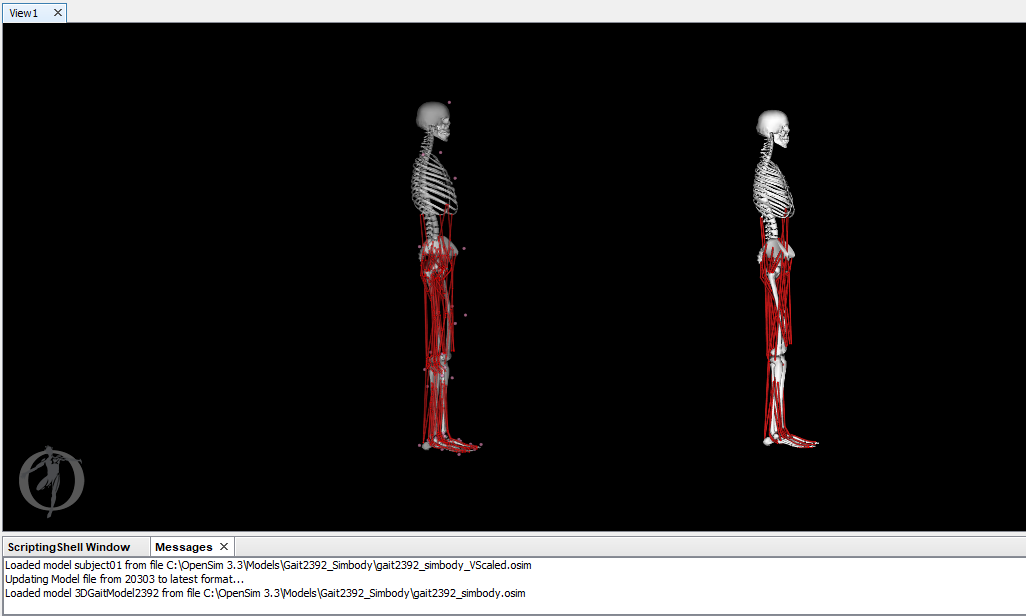 View1
ScriptingShell Window
Messages
Loaded model subject01 from file C:\OpenSim 3.3\Models\Gait2392_Simbody\gait2392_simbody_VScaled.osim
Updating Model file from 20303 to latest format...
Loaded model 3DGaitModel2392 from file C:\OpenSim 3.3\Models\Gait2392_Simbody\gait2392_simbody.osim